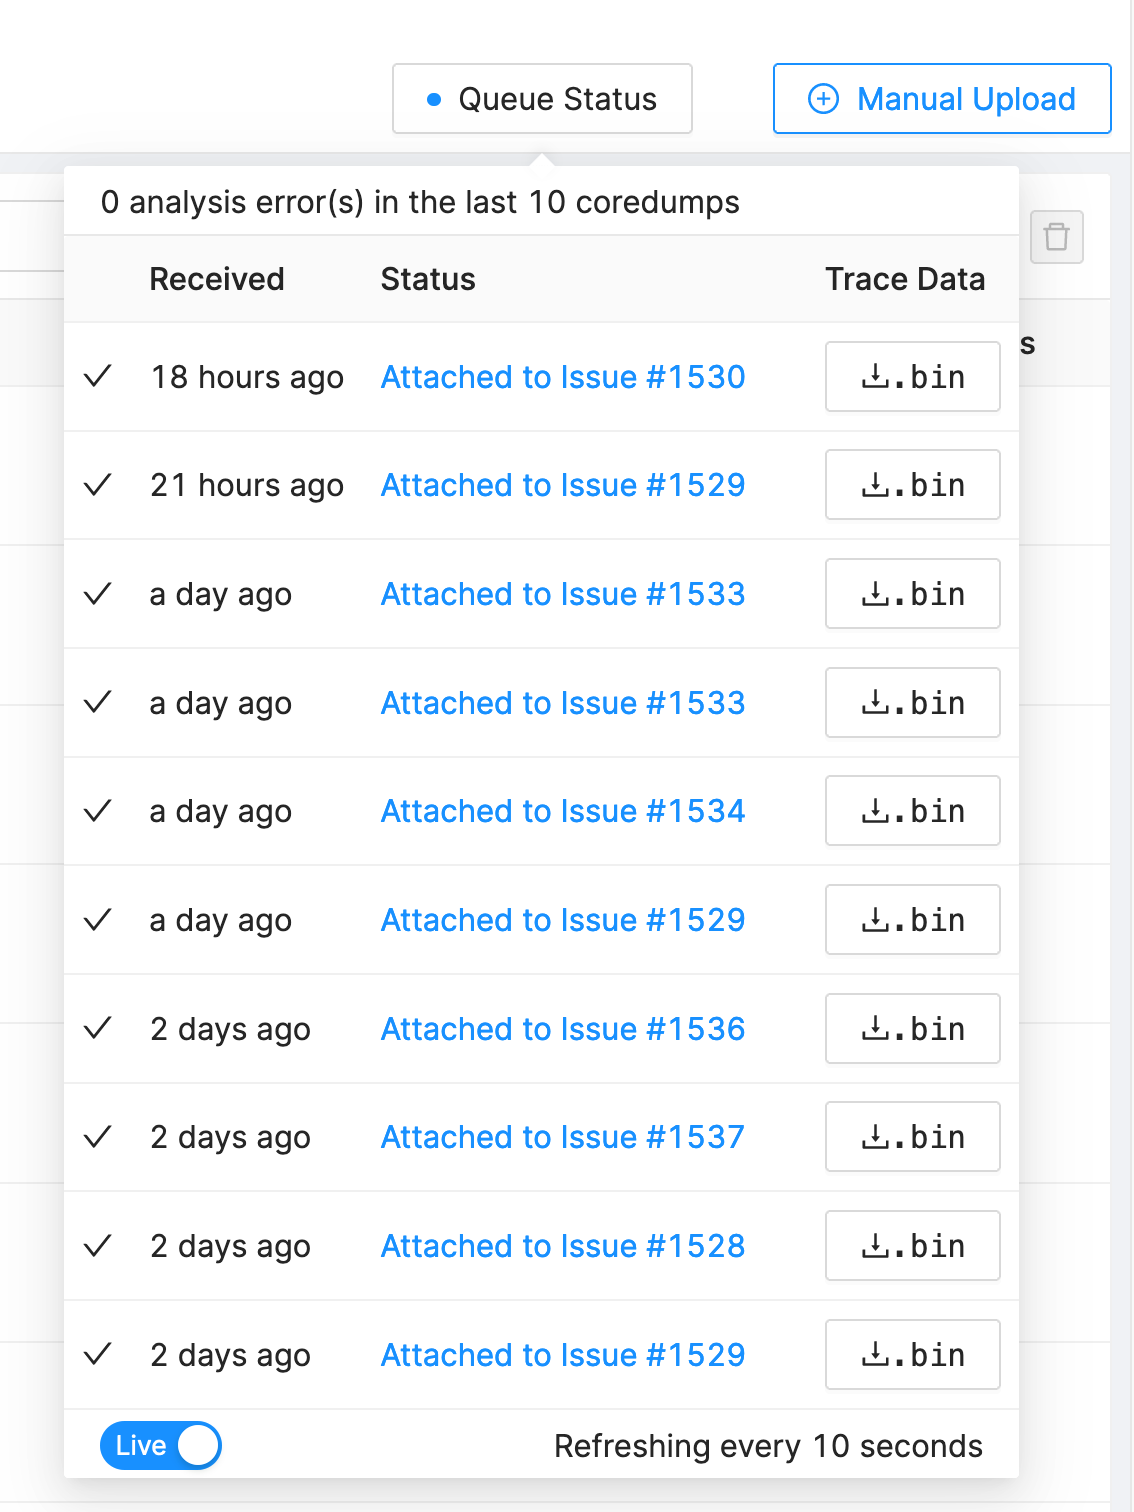 Queue Status
Manual Upload
0 analysis error(s) in the last 10 coredumps
Received Status Trace Data
s
18 hours ago Attached to Issue #1530 .bin
21 hours ago Attached to Issue #1529 .bin
a day ago Attached to Issue #1533 .bin
a day ago Attached to Issue #1533 .bin
a day ago Attached to Issue #1534 .bin
a day ago Attached to Issue #1529 .bin
2 days ago Attached to Issue #1536 .bin
2 days ago Attached to Issue #1537 .bin
2 days ago Attached to Issue #1528 .bin
2 days ago Attached to Issue #1529 .bin
Live Refreshing every 10 seconds